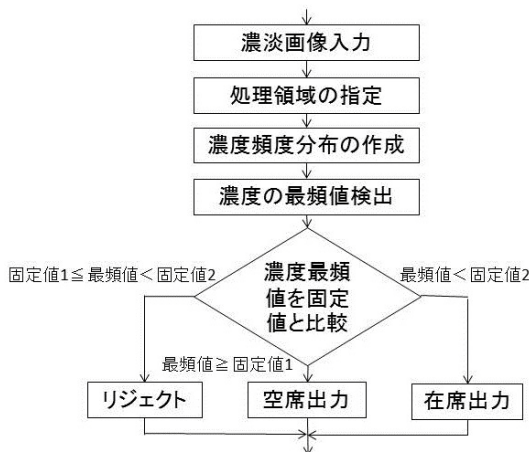 濃淡画像入力
処理領域の指定
濃度頻度分布の作成
濃度の最頻値検出
濃度最頻
値を固定
値と比較
固定値1≦最頻値<固定値2
最頻値<固定値2
最頻値≧固定値1
リジェクト
空席出力
在席出力